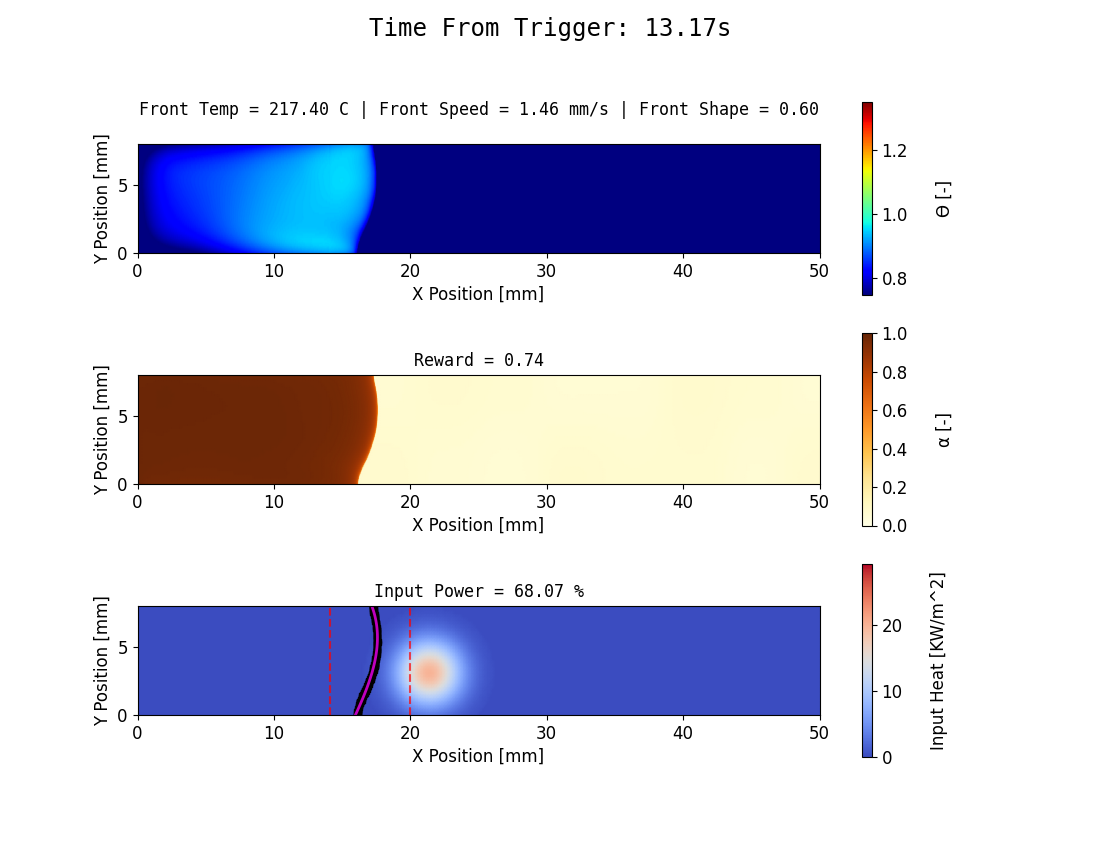 Time From Trigger: 13.17s
Front Temp = 217.40 C | Front Speed = 1.46 mm/s | Front Shape = 0.60
Y Position [mm]
5
0
0 10 20 30 40 50
X Position [mm]
1.2
1.0
0.8
Θ [-]
Reward = 0.74
Y Position [mm]
5
0
0 10 20 30 40 50
X Position [mm]
1.0
0.8
0.6
0.4
0.2
0.0
α [-]
Input Power = 68.07 %
Y Position [mm]
5
0
0 10 20 30 40 50
X Position [mm]
20
10
0
Input Heat [KW/m^2]